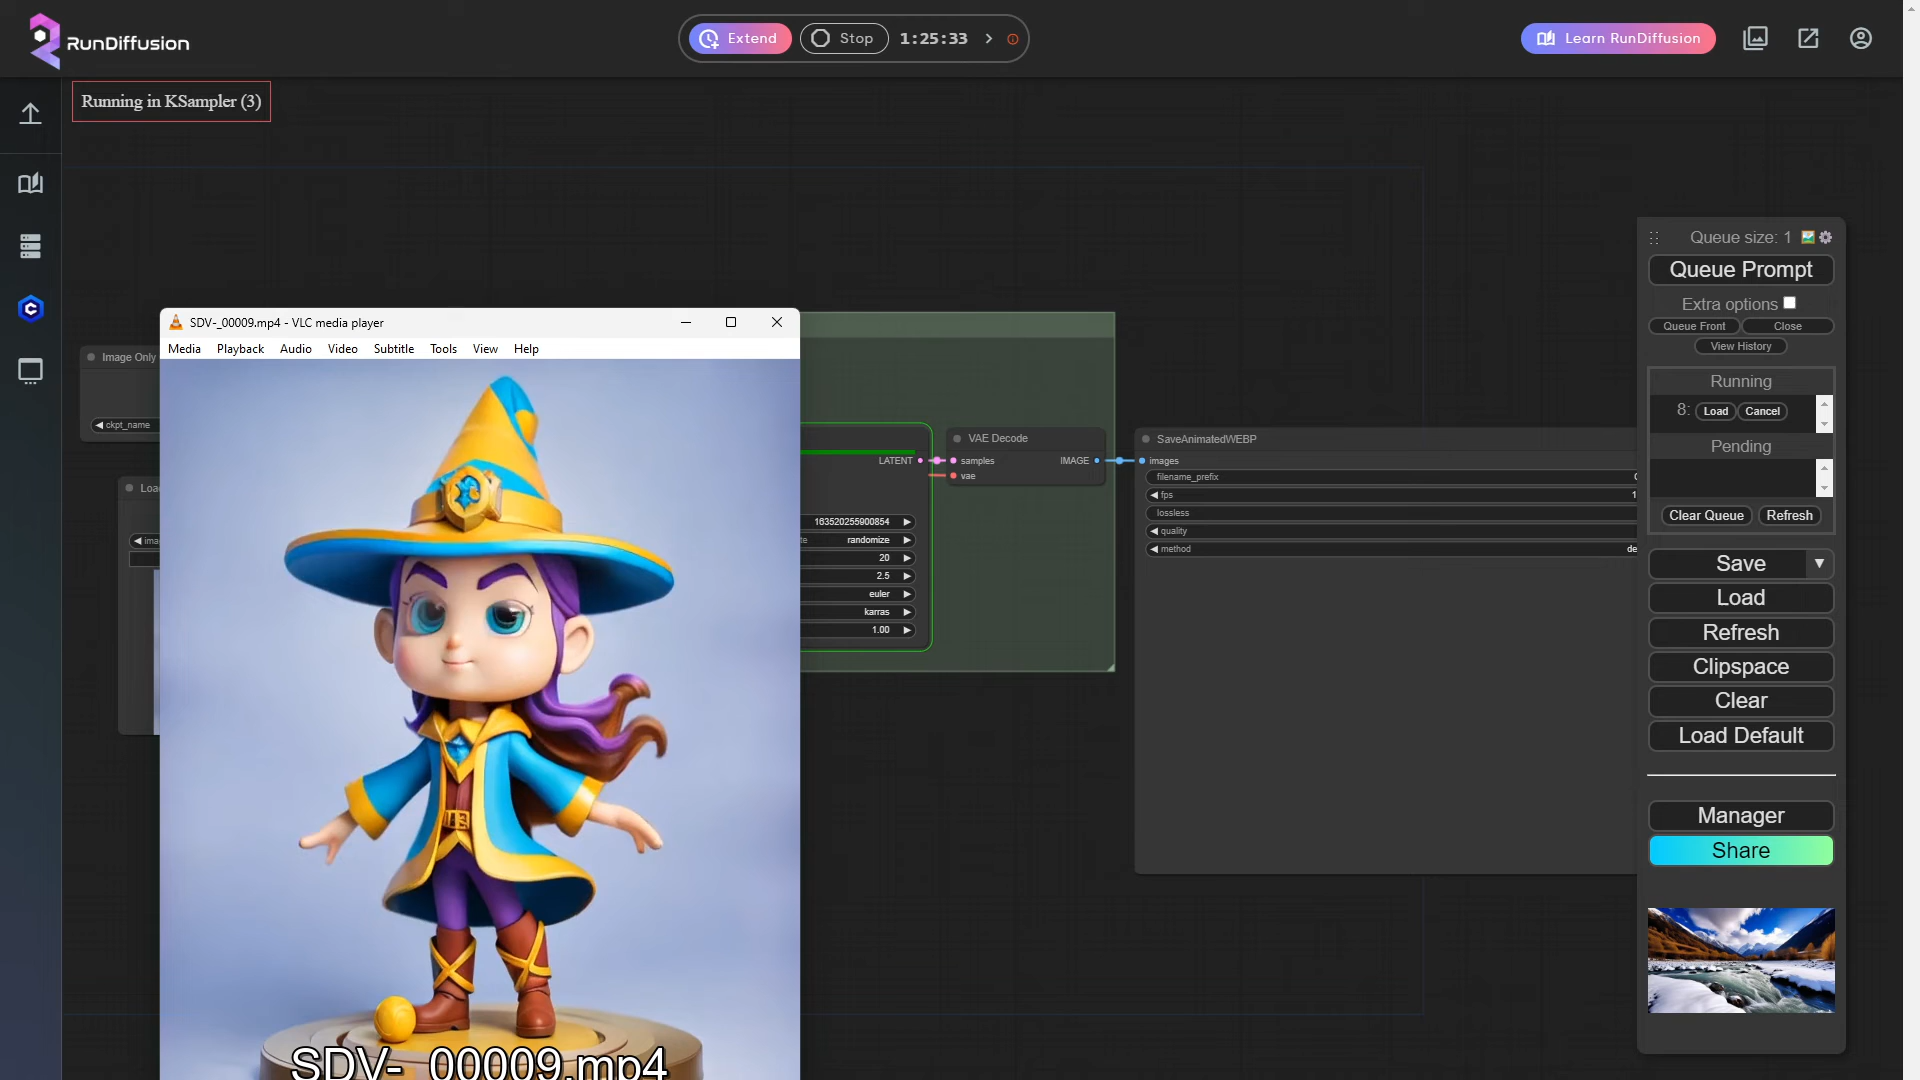 RunDiffusion
Extend
Stop
1:25:33
Learn RunDiffusion
Running in KSampler (3)
Queue size: 1
Queue Prompt
Extra options
Queue Front
Close
View History
Running
8:
Load
Cancel
Pending
Clear Queue
Refresh
Save
Load
Refresh
Clipspace
Clear
Load Default
Manager
Share
SDV-_00009.mp4 - VLC media player
Media
Playback
Audio
Video
Subtitle
Tools
View
Help
SDV-_00009.mp4
Image Only
ckpt_name
LATENT
163520255900854
randomize
20
2.5
euler
karras
1.00
VAE Decode
samples
IMAGE
vae
SaveAnimatedWEBP
images
filename_prefix
fps
lossless
quality
method